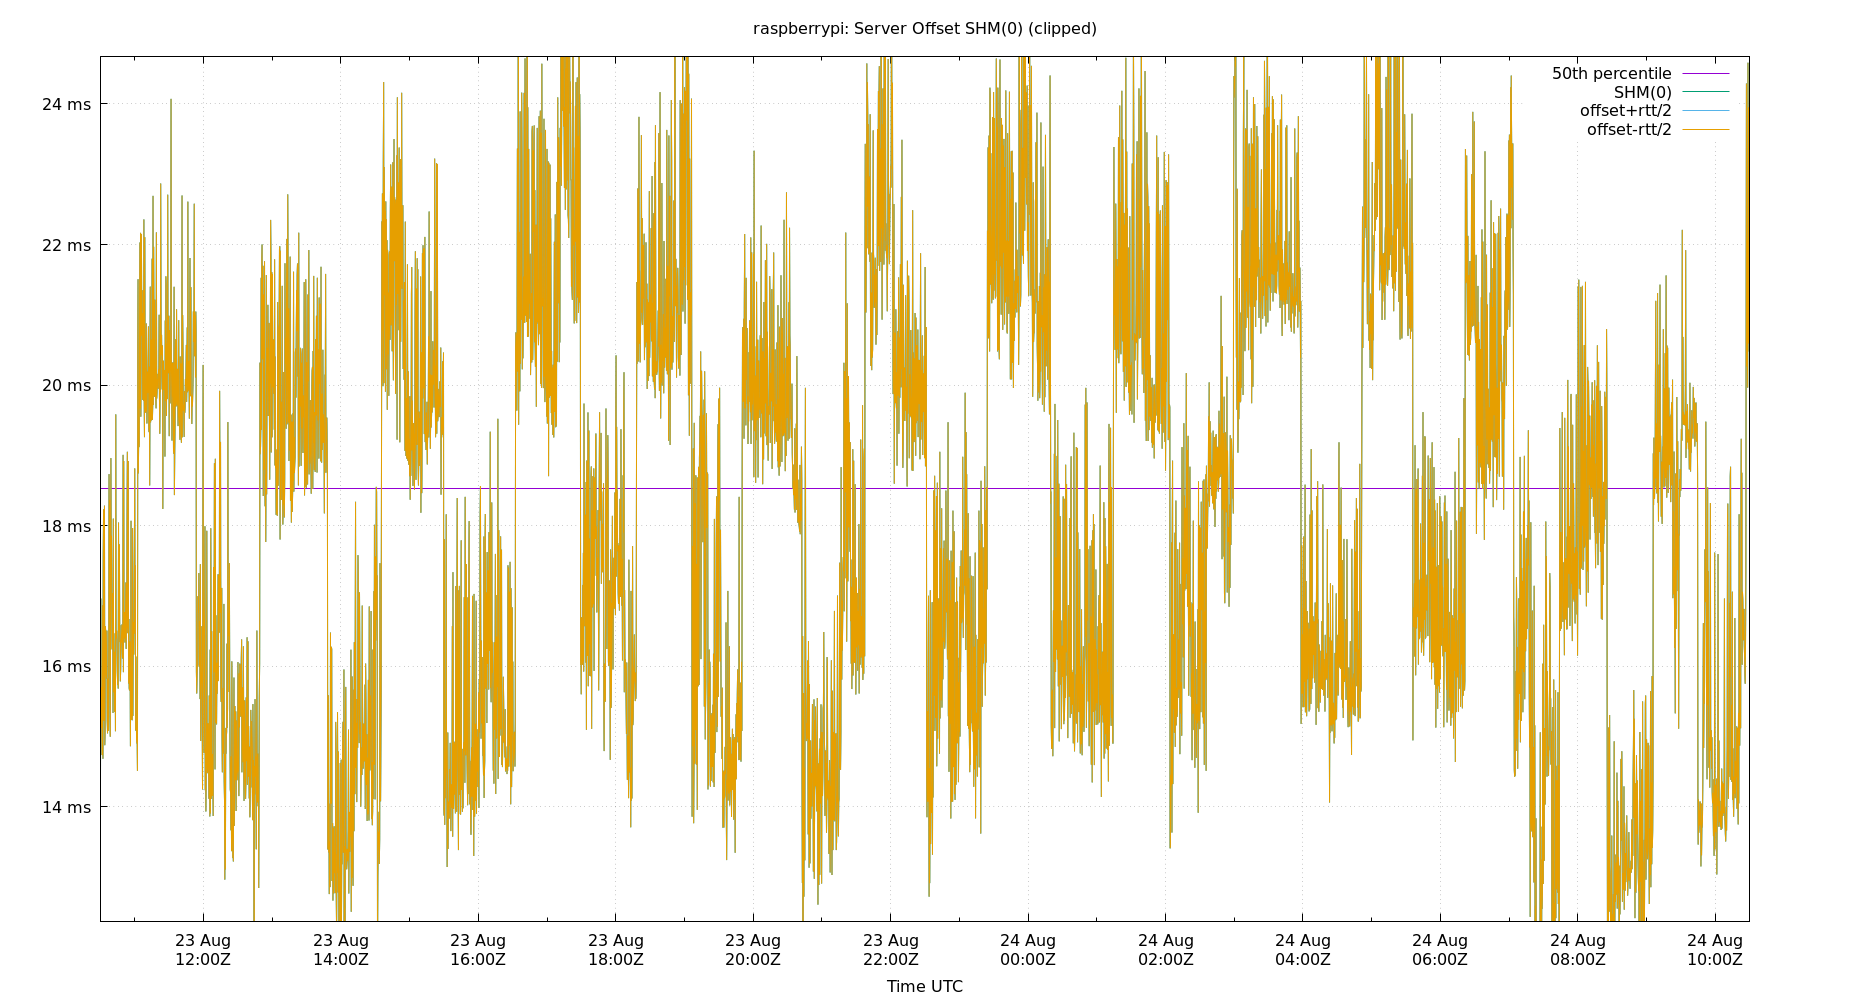 raspberrypi: Server Offset SHM(0) (clipped)
50th percentile
SHM(0)
offset+rtt/2
offset-rtt/2
24 ms
22 ms
20 ms
18 ms
16 ms
14 ms
23 Aug 23 Aug 23 Aug 23 Aug 23 Aug 23 Aug 24 Aug 24 Aug 24 Aug 24 Aug 24 Aug 24 Aug
12:00Z 14:00Z 16:00Z 18:00Z 20:00Z 22:00Z 00:00Z 02:00Z 04:00Z 06:00Z 08:00Z 10:00Z
Time UTC